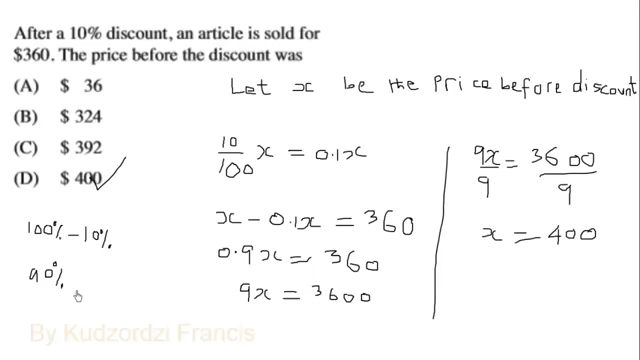 After a 10% discount, an article is sold for
$360. The price before the discount was
(A) $ 36
(B) $ 324
(C) $ 392
(D) $ 400
100% - 10%
90%
Let x be the price before discount
10/100 x = 0.1x
x - 0.1x = 360
0.9x = 360
9x = 3600
9x/9 = 3600/9
x = 400
By Kudzordzi Francis